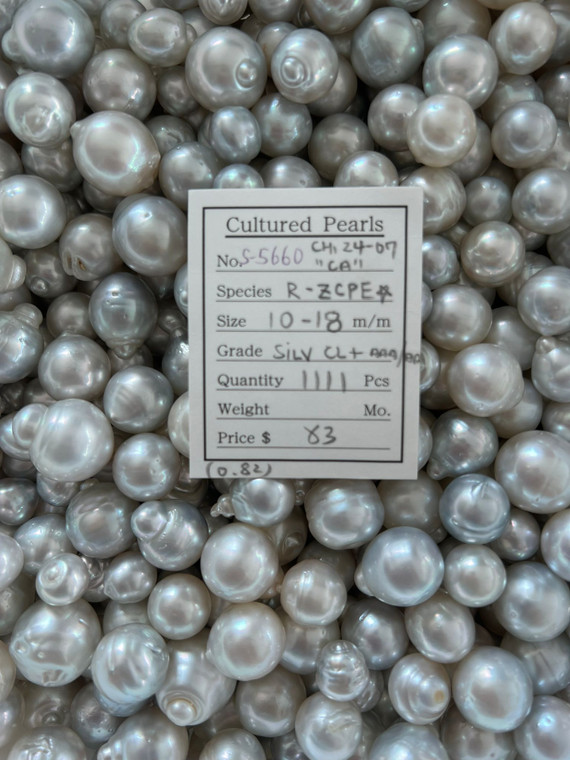 Cultured Pearls
No. S-5660 CH, 24-07
"CA"
Species R-ZCPE☆
Size 10-18 m/m
Grade SILV CL+ AAA/AA
Quantity 1111 Pcs
Weight Mo.
Price $ 83
(0.82)